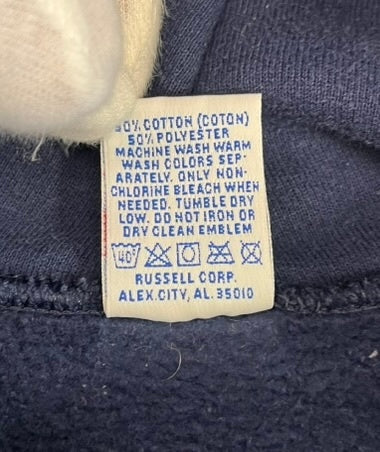 50% COTTON (COTON)
50% POLYESTER
MACHINE WASH WARM
WASH COLORS SEP-
ARATELY. ONLY NON-
CHLORINE BLEACH WHEN
NEEDED. TUMBLE DRY
LOW. DO NOT IRON OR
DRY CLEAN EMBLEM
40°
RUSSELL CORP.
ALEX.CITY, AL. 35010